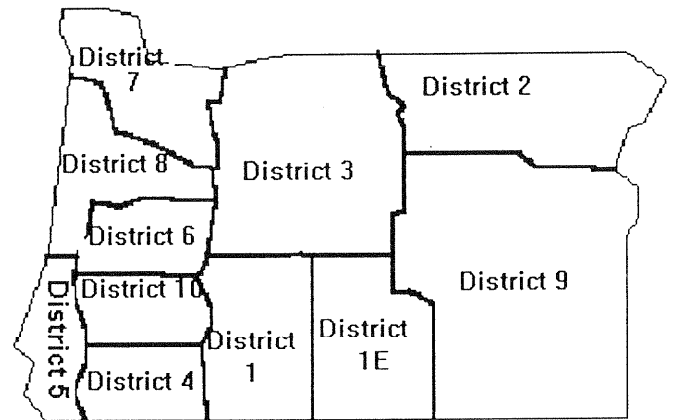 District
7
District 2
District 8
District 3
District 6
District 9
District 10
District 5
District
1
District
1E
District 4